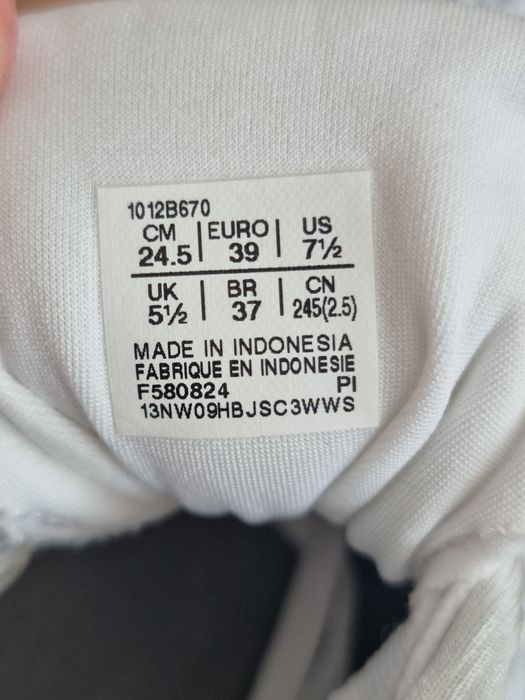 1012B670
CM | EURO | US
24.5 | 39 | 7½
UK | BR | CN
5½ | 37 | 245(2.5)
MADE IN INDONESIA
FABRIQUE EN INDONESIE
F580824 PI
13NW09HBJSC3WWS